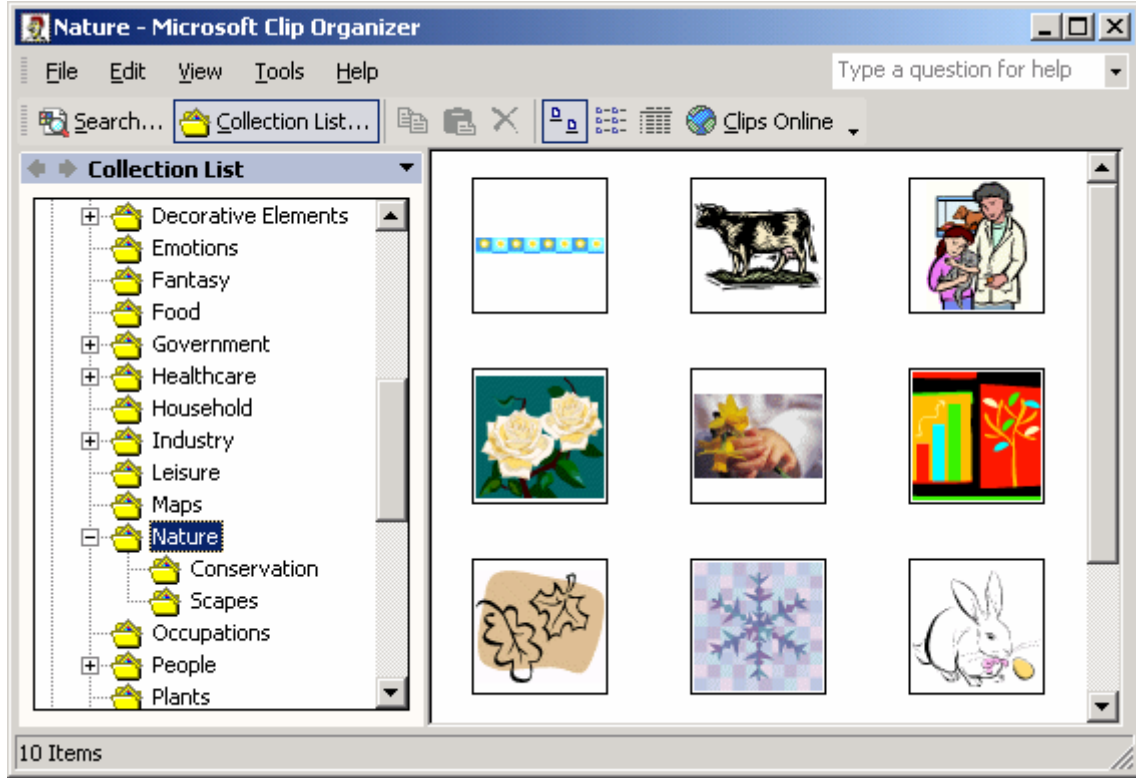 Nature - Microsoft Clip Organizer
File Edit View Tools Help Type a question for help
Search... Collection List... Clips Online
Collection List
Decorative Elements
Emotions
Fantasy
Food
Government
Healthcare
Household
Industry
Leisure
Maps
Nature
Conservation
Scapes
Occupations
People
Plants
10 Items